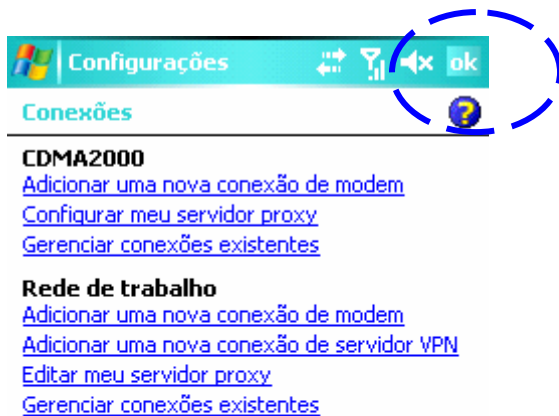 Configurações ok
Conexões ?
CDMA2000
Adicionar uma nova conexão de modem
Configurar meu servidor proxy
Gerenciar conexões existentes
Rede de trabalho
Adicionar uma nova conexão de modem
Adicionar uma nova conexão de servidor VPN
Editar meu servidor proxy
Gerenciar conexões existentes